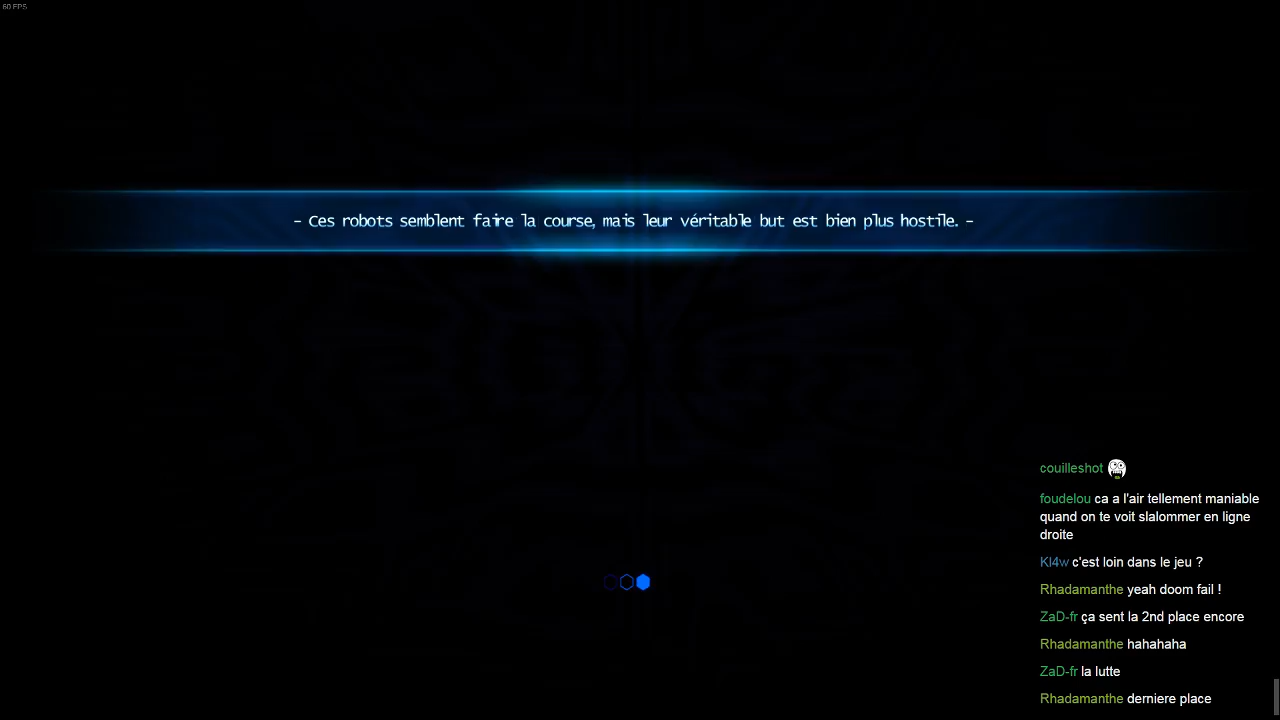 60 FPS
- Ces robots semblent faire la course, mais leur véritable but est bien plus hostile. -
couilleshot
foudelou ca a l'air tellement maniable
quand on te voit slalommer en ligne
droite
Kl4w c'est loin dans le jeu ?
Rhadamanthe yeah doom fail !
ZaD-fr ça sent la 2nd place encore
Rhadamanthe hahahaha
ZaD-fr la lutte
Rhadamanthe derniere place